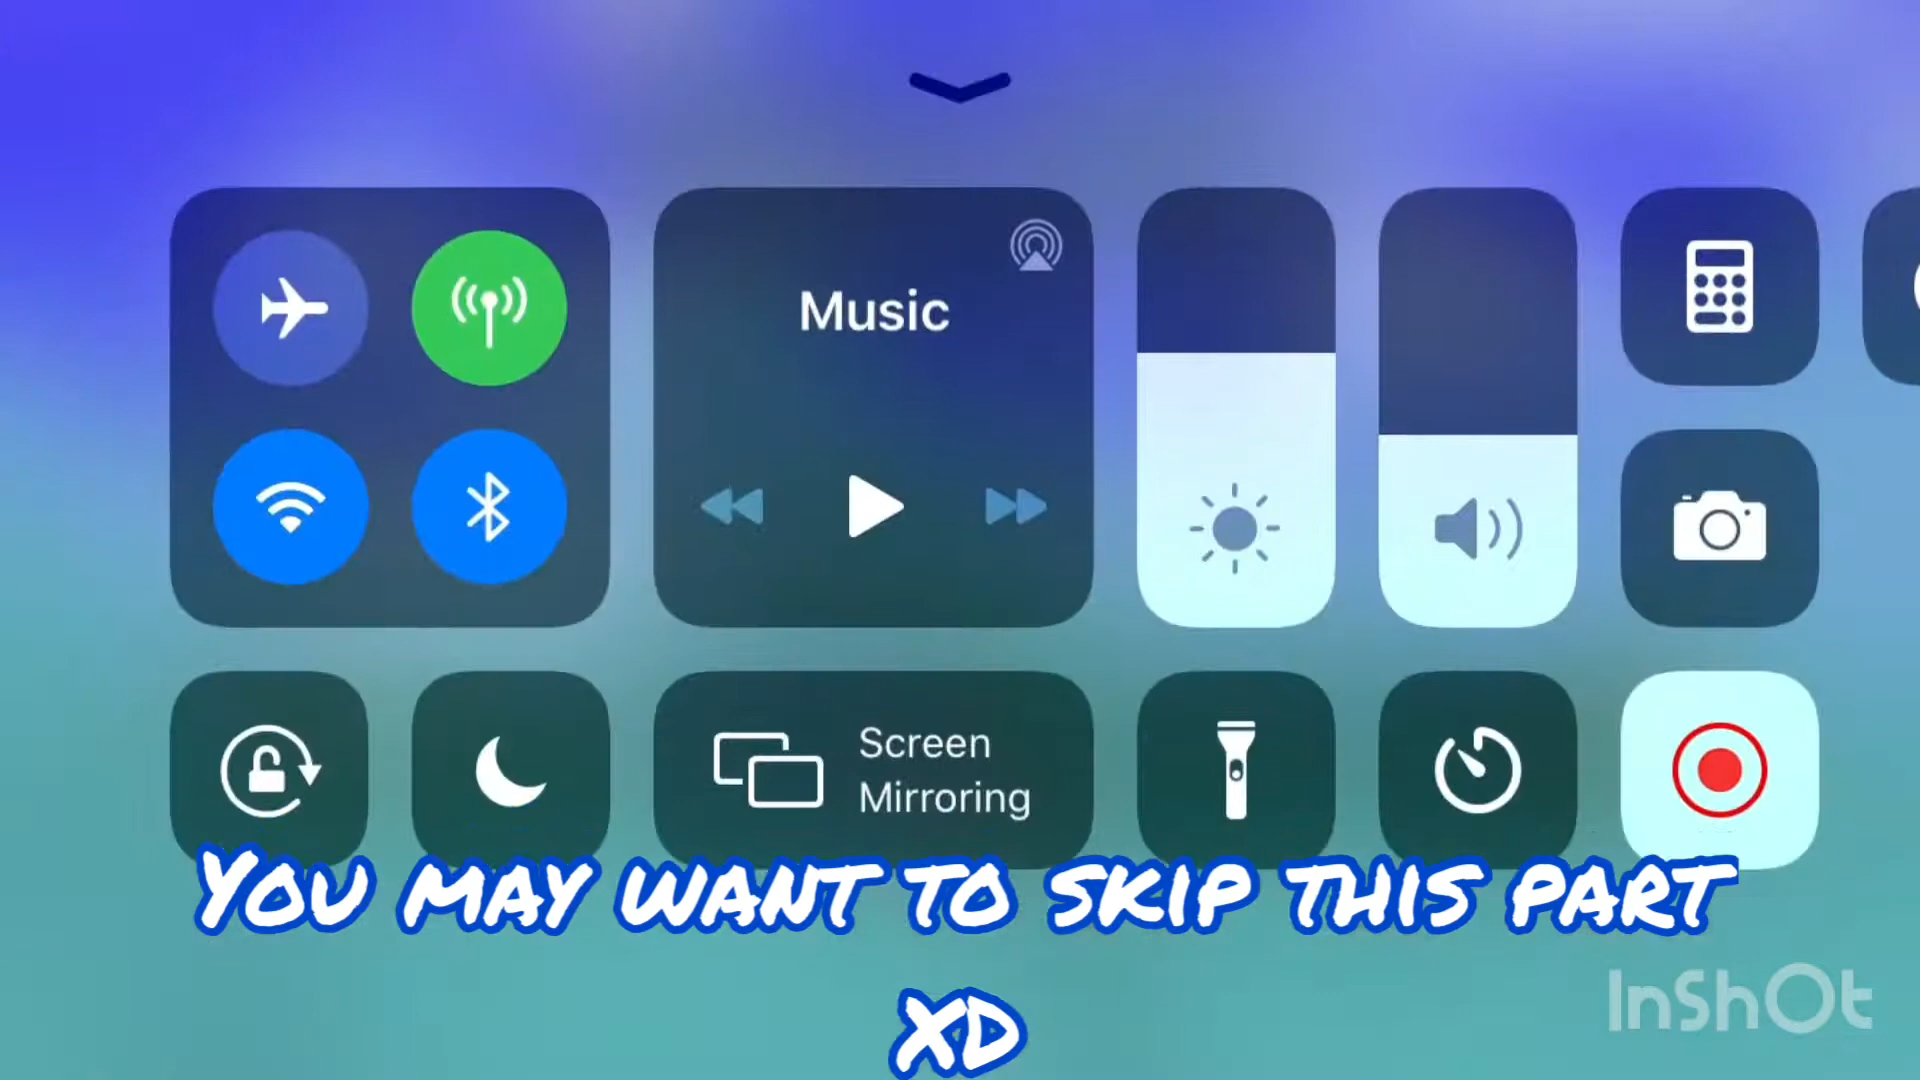 Music
Screen
Mirroring
YOU MAY WANT TO SKIP THIS PART
XD
InShOt